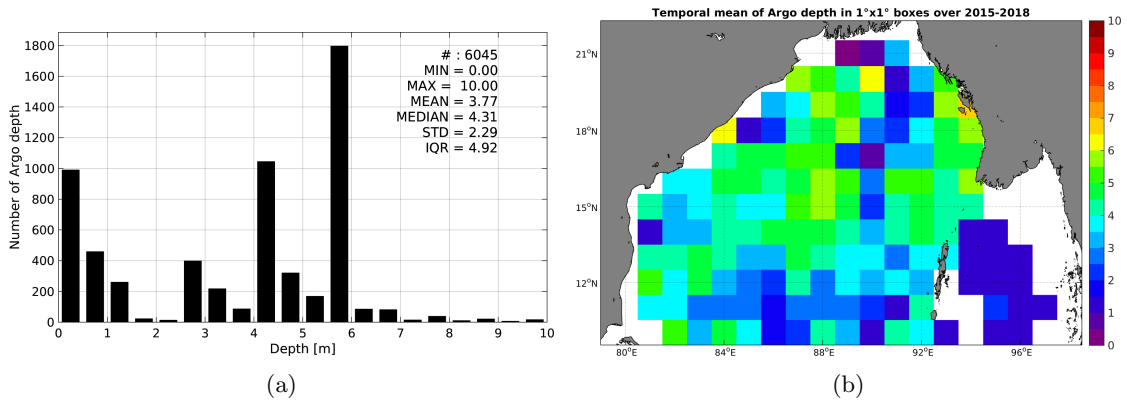 Number of Argo depth
1800
1600
1400
1200
1000
800
600
400
200
0
# : 6045
MIN = 0.00
MAX = 10.00
MEAN = 3.77
MEDIAN = 4.31
STD = 2.29
IQR = 4.92
0 1 2 3 4 5 6 7 8 9 10
Depth [m]
(a)
Temporal mean of Argo depth in 1°x1° boxes over 2015-2018
21°N
18°N
15°N
12°N
80°E 84°E 88°E 92°E 96°E
10
9
8
7
6
5
4
3
2
1
0
(b)